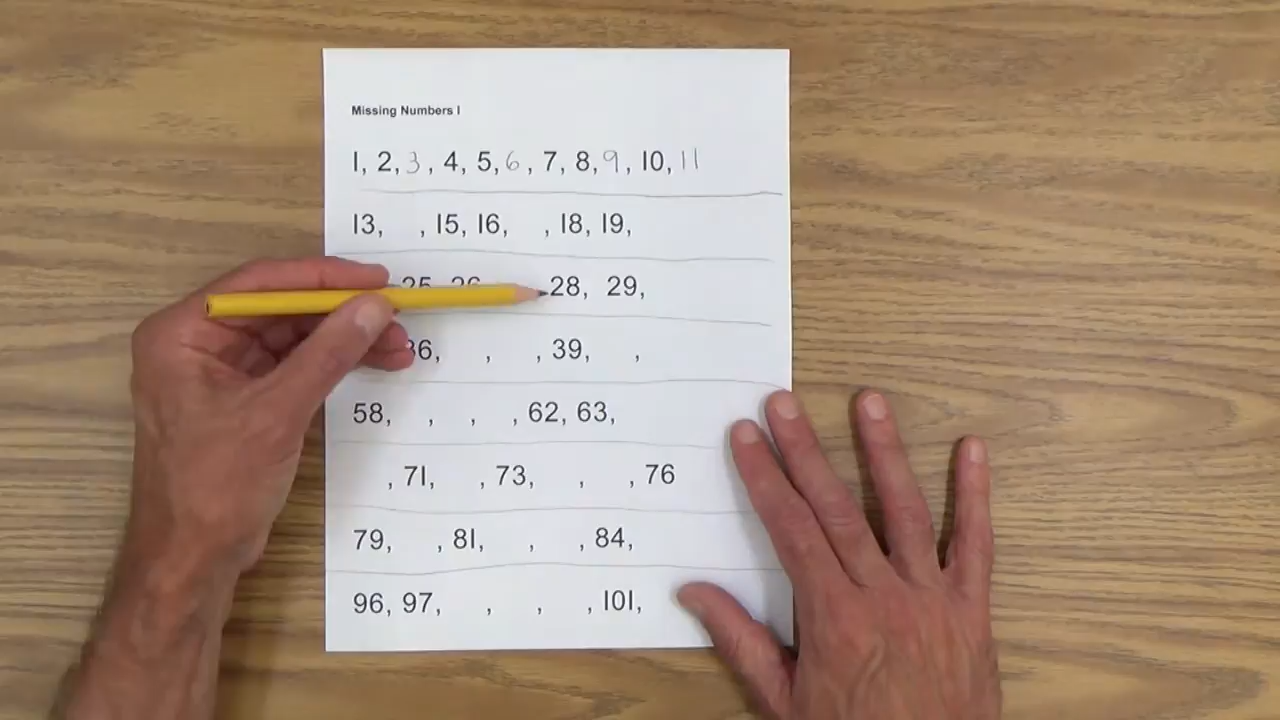 Missing Numbers I
1, 2, 3, 4, 5, 6, 7, 8, 9, 10, 11
13, , 15, 16, , 18, 19,
25, 26, 28, 29,
36, , , 39, ,
58, , , , 62, 63,
, 71, , 73, , , 76
79, , 81, , , 84,
96, 97, , , , 101,